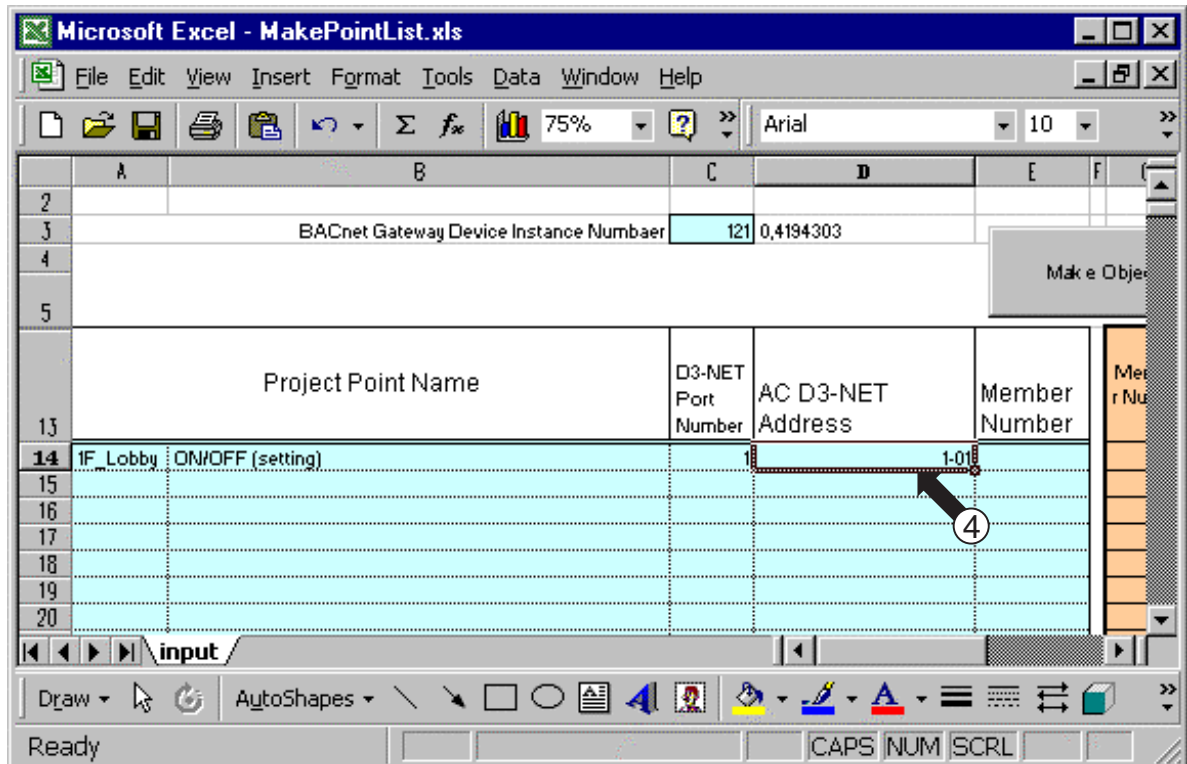 Microsoft Excel - MakePointList.xls
File Edit View Insert Format Tools Data Window Help
75% Arial 10
A B C D E F
2
3 BACnet Gateway Device Instance Numbaer 121 0,4194303
4
Make Objec
5
13 Project Point Name D3-NET Port Number AC D3-NET Address Member Number
14 1F_Lobby ON/OFF (setting) 1 1-01
15
16
17 4
18
19
20
input
Draw AutoShapes
Ready CAPS NUM SCRL